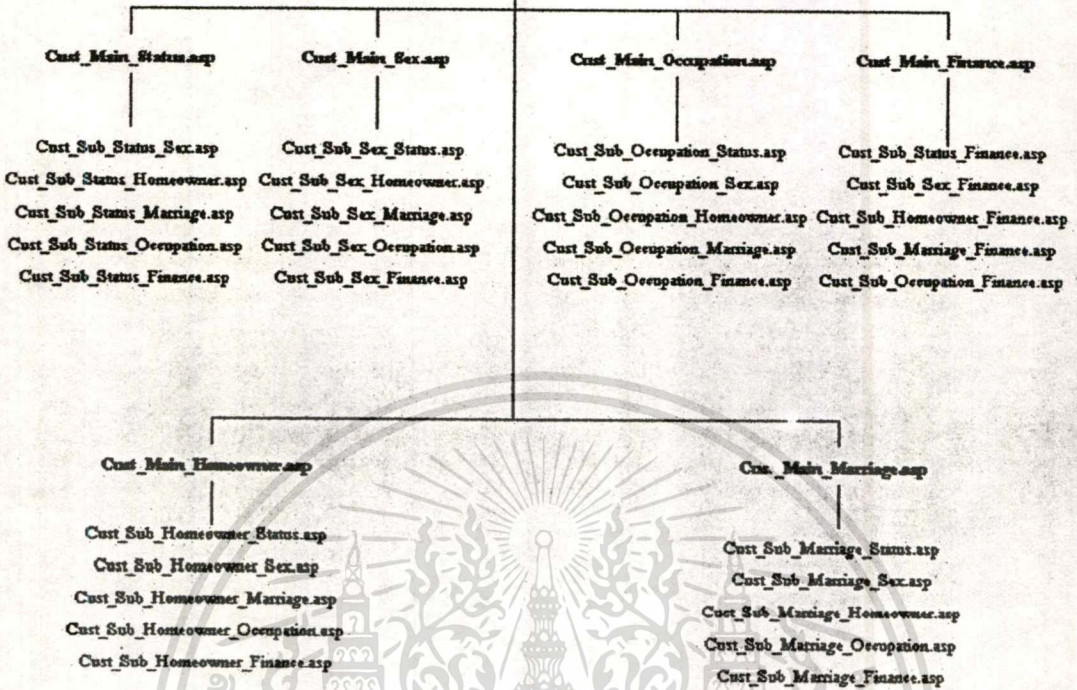 Cust_Main_Status.asp
Cust_Sub_Status_Sex.asp
Cust_Sub_Status_Homeowner.asp
Cust_Sub_Status_Marriage.asp
Cust_Sub_Status_Occupation.asp
Cust_Sub_Status_Finance.asp
Cust_Main_Sex.asp
Cust_Sub_Sex_Status.asp
Cust_Sub_Sex_Homeowner.asp
Cust_Sub_Sex_Marriage.asp
Cust_Sub_Sex_Occupation.asp
Cust_Sub_Sex_Finance.asp
Cust_Main_Occupation.asp
Cust_Sub_Occupation_Status.asp
Cust_Sub_Occupation_Sex.asp
Cust_Sub_Occupation_Homeowner.asp
Cust_Sub_Occupation_Marriage.asp
Cust_Sub_Occupation_Finance.asp
Cust_Main_Finance.asp
Cust_Sub_Status_Finance.asp
Cust_Sub_Sex_Finance.asp
Cust_Sub_Homeowner_Finance.asp
Cust_Sub_Marriage_Finance.asp
Cust_Sub_Occupation_Finance.asp
Cust_Main_Homeowner.asp
Cust_Sub_Homeowner_Status.asp
Cust_Sub_Homeowner_Sex.asp
Cust_Sub_Homeowner_Marriage.asp
Cust_Sub_Homeowner_Occupation.asp
Cust_Sub_Homeowner_Finance.asp
Cust_Main_Marriage.asp
Cust_Sub_Marriage_Status.asp
Cust_Sub_Marriage_Sex.asp
Cust_Sub_Marriage_Homeowner.asp
Cust_Sub_Marriage_Occupation.asp
Cust_Sub_Marriage_Finance.asp